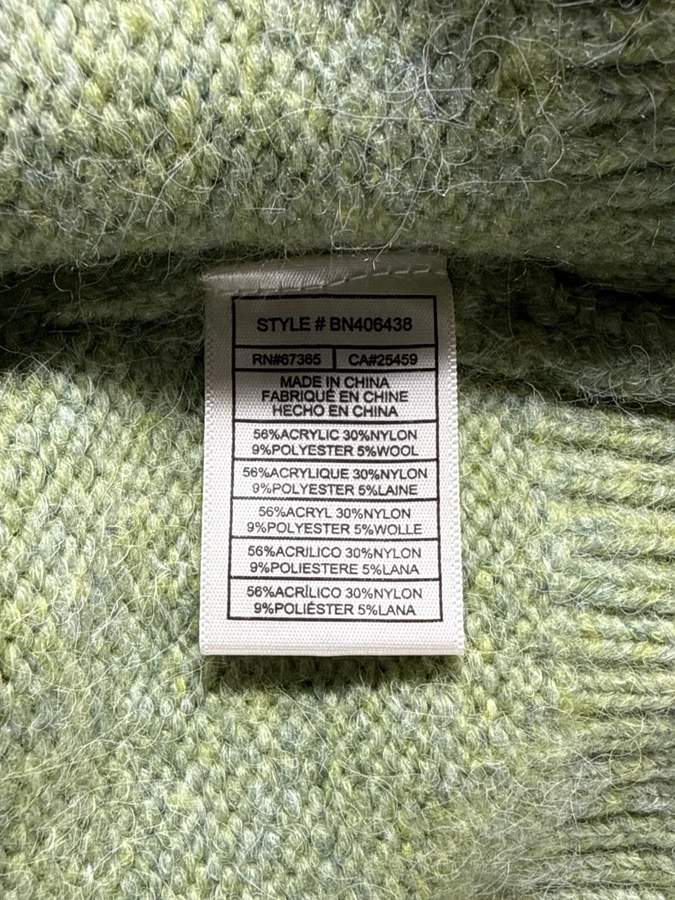 STYLE # BN406438
RN#67365 CA#25459
MADE IN CHINA
FABRIQUÉ EN CHINE
HECHO EN CHINA
56%ACRYLIC 30%NYLON
9%POLYESTER 5%WOOL
56%ACRYLIQUE 30%NYLON
9%POLYESTER 5%LAINE
56%ACRYL 30%NYLON
9%POLYESTER 5%WOLLE
56%ACRILICO 30%NYLON
9%POLIESTERE 5%LANA
56%ACRÍLICO 30%NYLON
9%POLIÉSTER 5%LANA